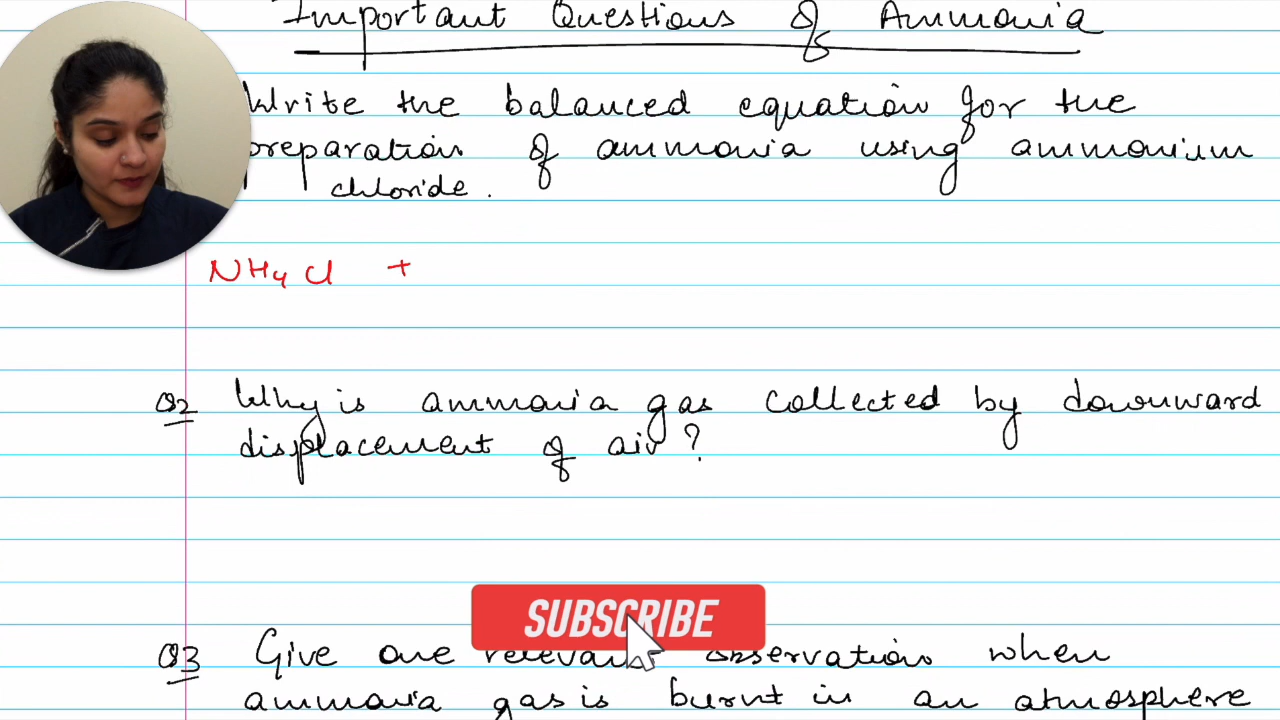 Important Questions of Ammonia
Write the balanced equation for the
preparation of ammonia using ammonium
chloride.
NH4Cl +
Q2 Why is ammonia gas collected by downward
displacement of air?
SUBSCRIBE
Q3 Give one relevant observation when
ammonia gas is burnt in an atmosphere